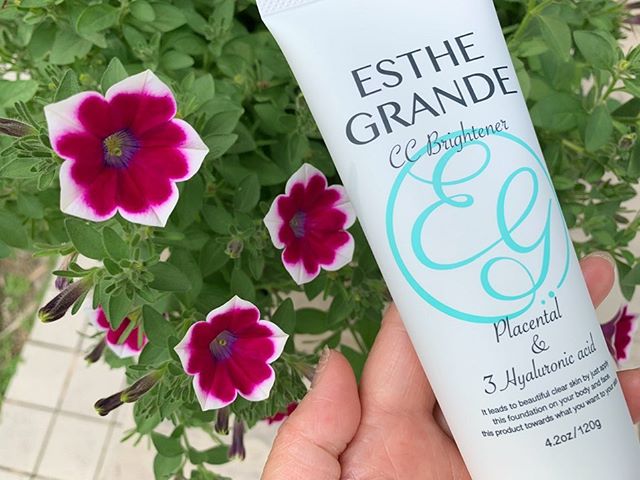 ESTHE
GRANDE
CC Brightener
EG
Placental
&
3 Hyaluronic acid
It leads to beautiful clear skin by just apply
this foundation on your body and face
this product towards what you want to your
4.2oz/120g